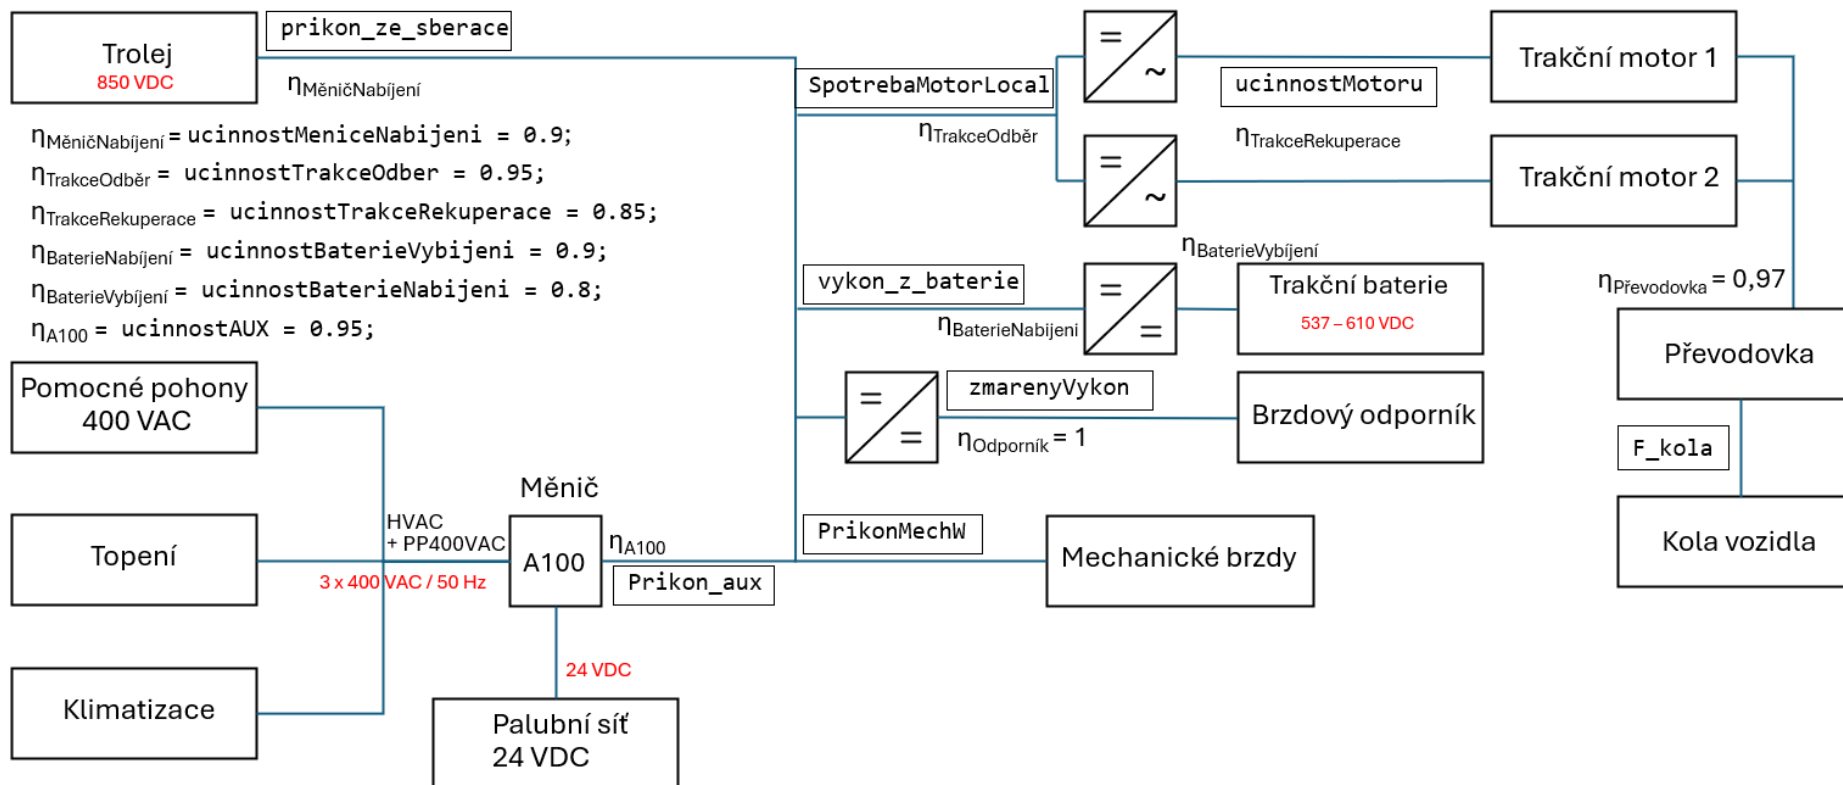 Trolej
850 VDC
prikon_ze_sberace
ηMěničNabíjení
ηMěničNabíjení = ucinnostMeniceNabijeni = 0.9;
ηTrakceOdběr = ucinnostTrakceOdber = 0.95;
ηTrakceRekuperace = ucinnostTrakceRekuperace = 0.85;
ηBaterieNabíjení = ucinnostBaterieVybijeni = 0.9;
ηBaterieVybíjení = ucinnostBaterieNabijeni = 0.8;
ηA100 = ucinnostAUX = 0.95;
SpotrebaMotorLocal
ηTrakceOdběr
=
~
ucinnostMotoru
Trakční motor 1
=
~
ηTrakceRekuperace
Trakční motor 2
vykon_z_baterie
ηBaterieNabijeni
=
=
ηBaterieVybíjení
Trakční baterie
537 – 610 VDC
ηPřevodovka = 0,97
Převodovka
F_kola
Kola vozidla
=
=
zmarenyVykon
ηOdporník = 1
Brzdový odporník
Pomocné pohony
400 VAC
Topení
Klimatizace
HVAC
+ PP400VAC
3 x 400 VAC / 50 Hz
Měnič
A100
ηA100
Prikon_aux
PrikonMechW
Mechanické brzdy
24 VDC
Palubní síť
24 VDC